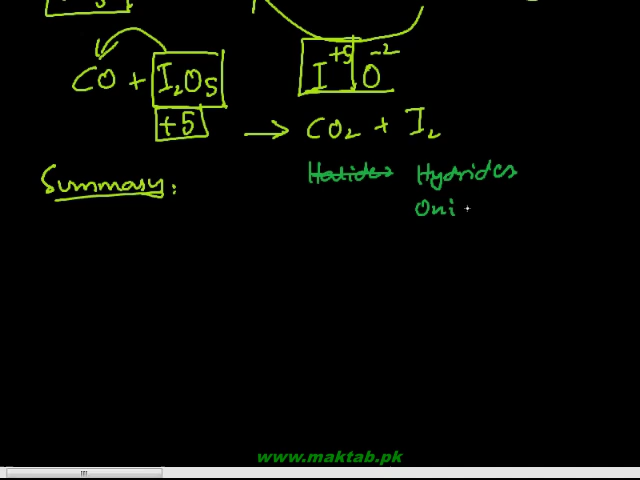 I⁺⁵ O⁻²
CO + I₂O₅
+5 → CO₂ + I₂
Summary:
Halides Hydrides
Oxi
www.maktab.pk